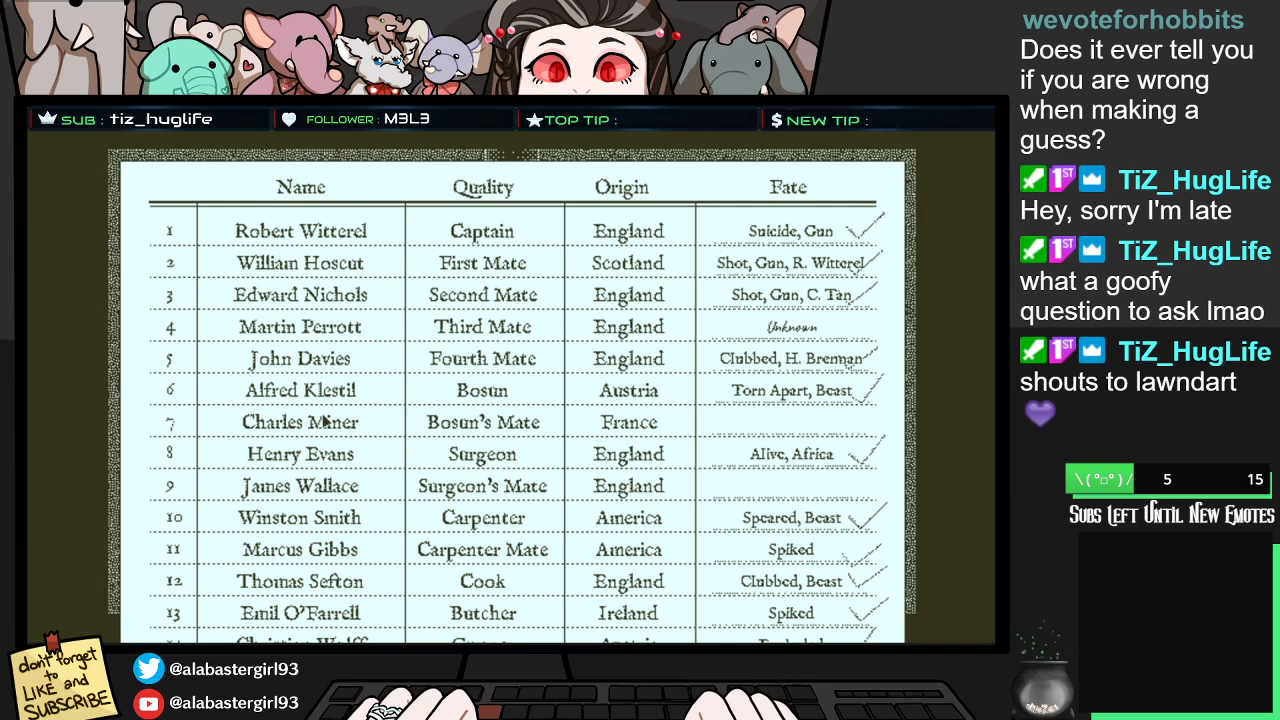 SUB : tiz_huglife
FOLLOWER : M3L3
TOP TIP :
$ NEW TIP :
Name Quality Origin Fate
1 Robert Witterel Captain England Suicide, Gun
2 William Hoscut First Mate Scotland Shot, Gun, R. Witterel
3 Edward Nichols Second Mate England Shot, Gun, C. Tan
4 Martin Perrott Third Mate England Unknown
5 John Davies Fourth Mate England Clubbed, H. Brennan
6 Alfred Klestil Bosun Austria Torn Apart, Beast
7 Charles Miner Bosun's Mate France
8 Henry Evans Surgeon England Alive, Africa
9 James Wallace Surgeon's Mate England
10 Winston Smith Carpenter America Speared, Beast
11 Marcus Gibbs Carpenter Mate America Spiked
12 Thomas Sefton Cook England Clubbed, Beast
13 Emil O'Farrell Butcher Ireland Spiked
wevoteforhobbits
Does it ever tell you
if you are wrong
when making a
guess?
1ST TiZ_HugLife
Hey, sorry I'm late
1ST TiZ_HugLife
what a goofy
question to ask lmao
1ST TiZ_HugLife
shouts to lawndart
\(°□°)/ 5 15
Subs Left Until New Emotes
don't forget
to
LIKE and
SUBSCRIBE
@alabastergirl93
@alabastergirl93